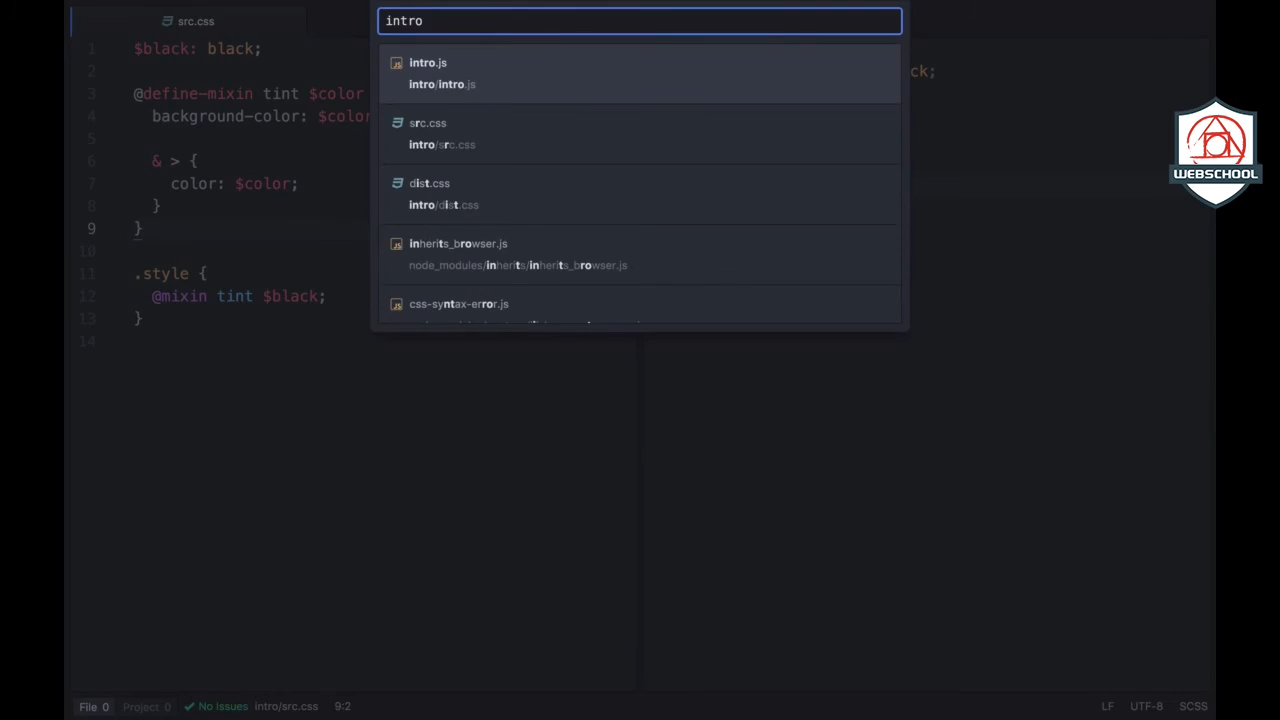 src.css
1 $black: black;
2
3 @define-mixin tint $color
4 background-color: $color
5
6 & > {
7 color: $color;
8 }
9 }
10
11 .style {
12 @mixin tint $black;
13 }
14
intro
intro.js
intro/intro.js
src.css
intro/src.css
dist.css
intro/dist.css
inherits_browser.js
node_modules/inherits/inherits_browser.js
css-syntax-error.js
ck;
WEBSCHOOL
File 0 Project 0 No Issues intro/src.css 9:2 LF UTF-8 SCSS